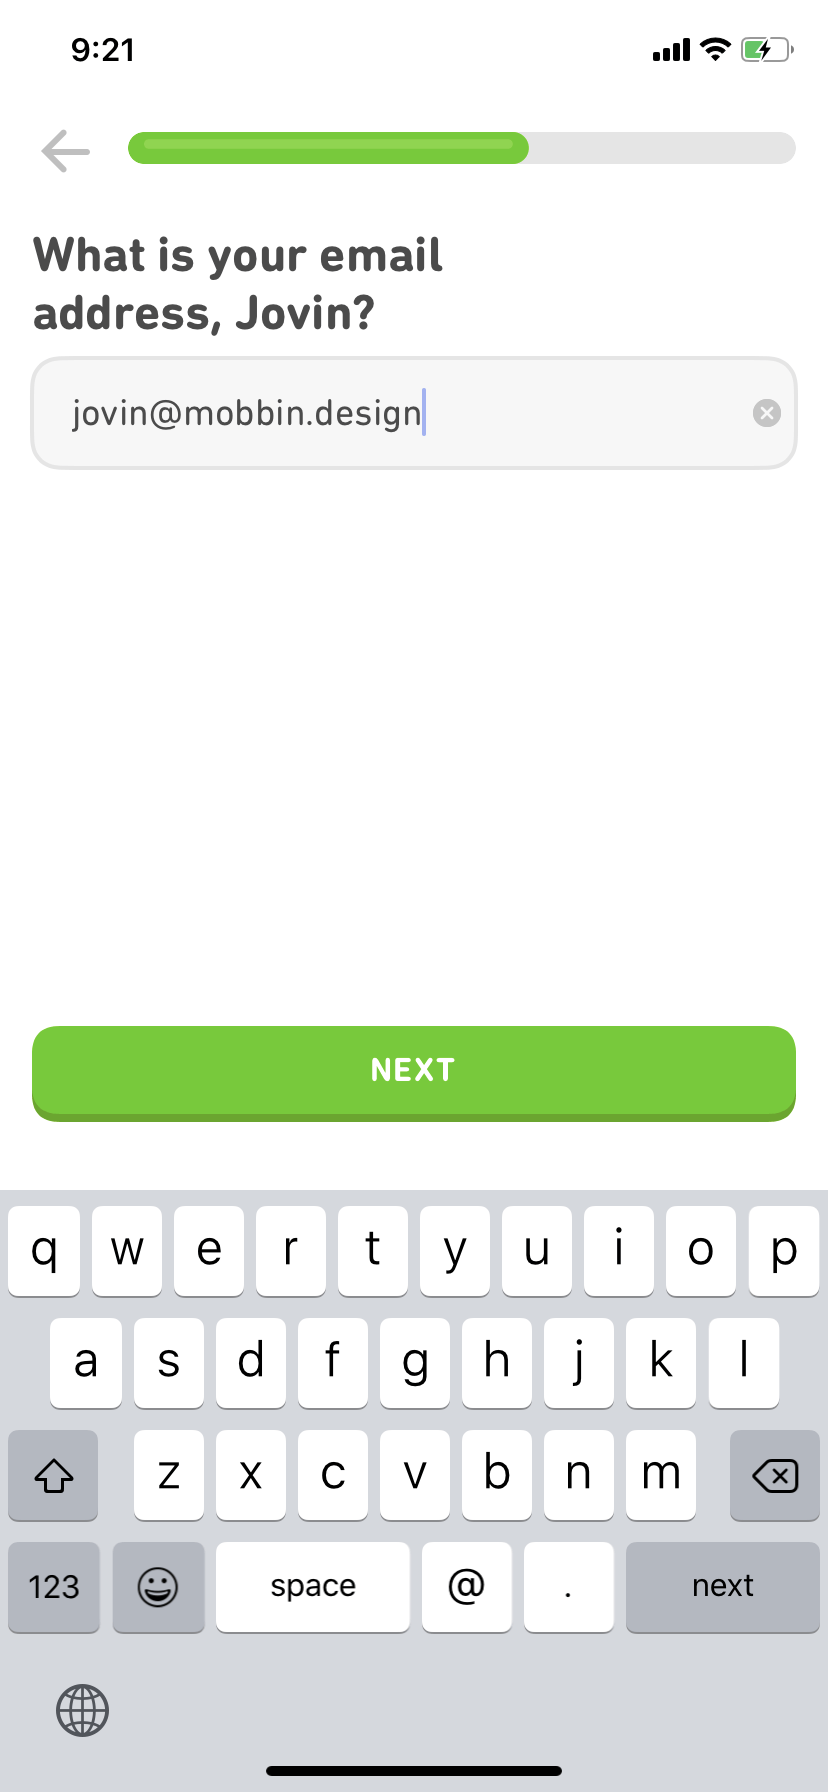 9:21
What is your email
address, Jovin?
jovin@mobbin.design
NEXT
q w e r t y u i o p
a s d f g h j k l
z x c v b n m
123 space @ . next